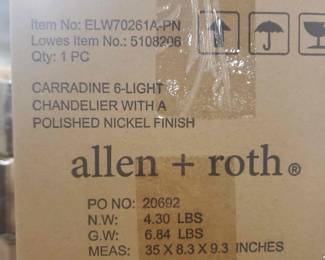 Item No: ELW70261A-PN
Lowes Item No.: 5108206
Qty: 1 PC
CARRADINE 6-LIGHT
CHANDELIER WITH A
POLISHED NICKEL FINISH
allen + roth®
PO NO: 20692
N.W: 4.30 LBS
G.W: 6.84 LBS
MEAS: 35 X 8.3 X 9.3 INCHES